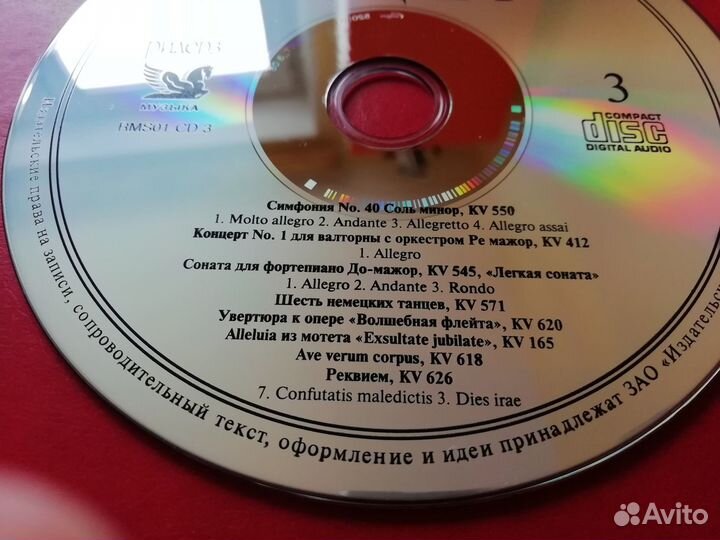 МУЗЫКА
RMS01 CD 3
3
COMPACT
disc
DIGITAL AUDIO
Симфония No. 40 Соль минор, KV 550
1. Molto allegro 2. Andante 3. Allegretto 4. Allegro assai
Концерт No. 1 для валторны с оркестром Ре мажор, KV 412
1. Allegro
Соната для фортепиано До-мажор, KV 545, «Легкая соната»
1. Allegro 2. Andante 3. Rondo
Шесть немецких танцев, KV 571
Увертюра к опере «Волшебная флейта», KV 620
Alleluia из мотета «Exsultate jubilate», KV 165
Ave verum corpus, KV 618
Реквием, KV 626
7. Confutatis maledictis 3. Dies irae
Издательские права на записи, сопроводительный текст, оформление и идеи принадлежат ЗАО «Издательс
Avito